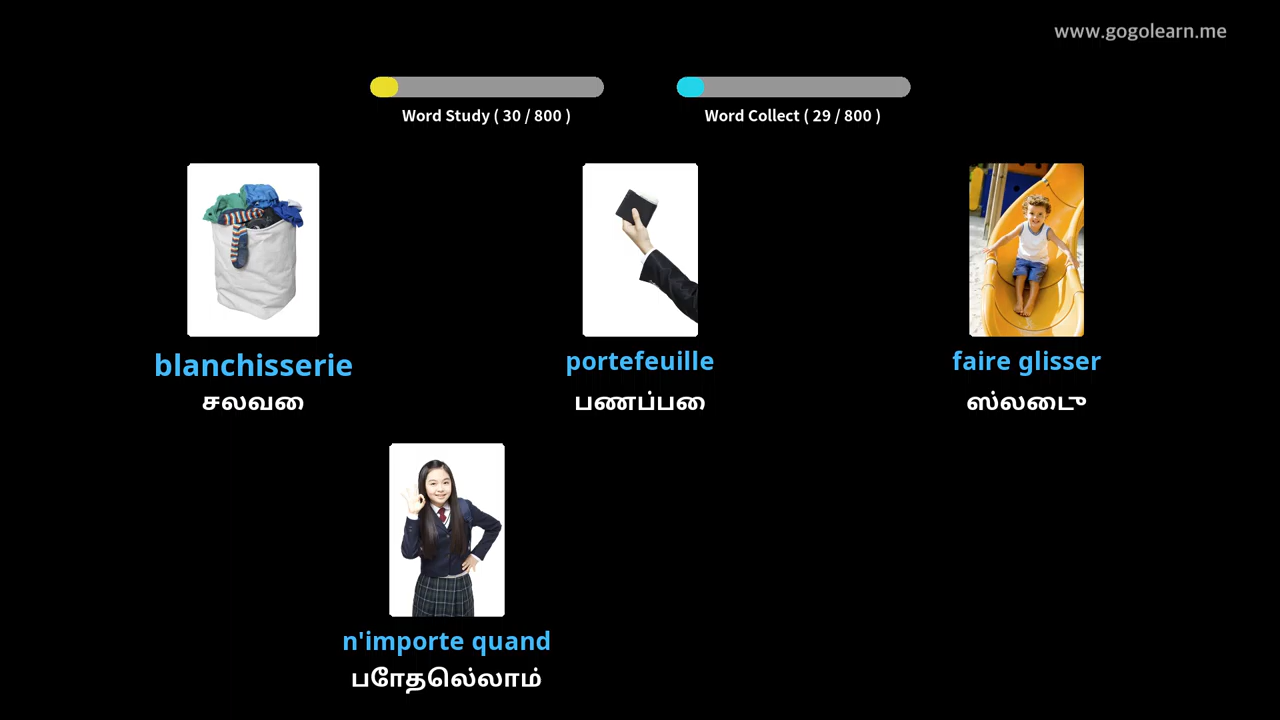 www.gogolearn.me
Word Study ( 30 / 800 )
Word Collect ( 29 / 800 )
blanchisserie
சலவை
portefeuille
பணப்பை
faire glisser
ஸ்லைடு
n'importe quand
போதெல்லாம்